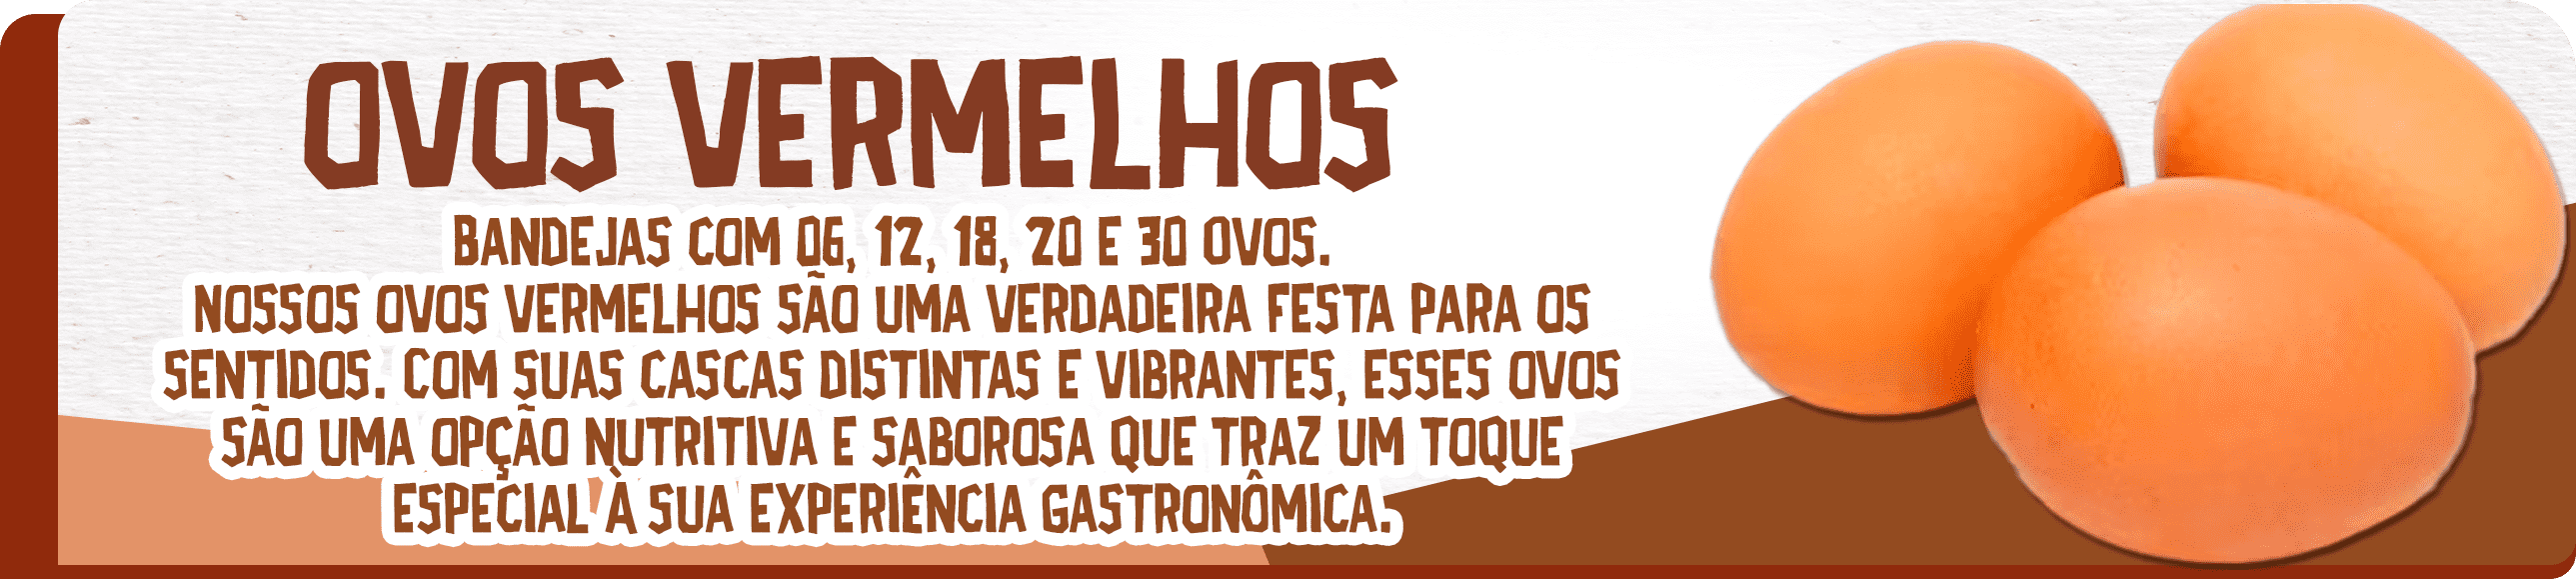 OVOS VERMELHOS
BANDEJAS COM 06, 12, 18, 20 E 30 OVOS.
NOSSOS OVOS VERMELHOS SÃO UMA VERDADEIRA FESTA PARA OS
SENTIDOS. COM SUAS CASCAS DISTINTAS E VIBRANTES, ESSES OVOS
SÃO UMA OPÇÃO NUTRITIVA E SABOROSA QUE TRAZ UM TOQUE
ESPECIAL À SUA EXPERIÊNCIA GASTRONÔMICA.